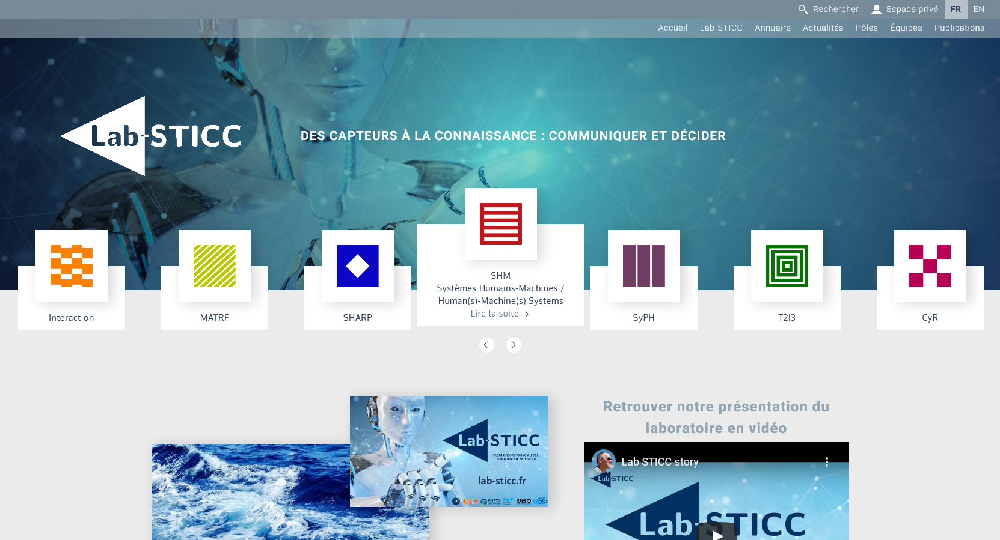 Rechercher
Espace privé
FR
EN
Accueil
Lab-STICC
Annuaire
Actualités
Pôles
Équipes
Publications
Lab-STICC
DES CAPTEURS À LA CONNAISSANCE : COMMUNIQUER ET DÉCIDER
Interaction
MATRF
SHARP
SHM
Systèmes Humains-Machines /
Human(s)-Machine(s) Systems
Lire la suite
SyPH
T2I3
CyR
Lab-STICC
FROM SENSORS TO KNOWLEDGE :
COMMUNICATE AND DECIDE
lab-sticc.fr
ENSTA
UBO
Retrouver notre présentation du
laboratoire en vidéo
Lab STICC story
Lab-STICC
Lab-STICC